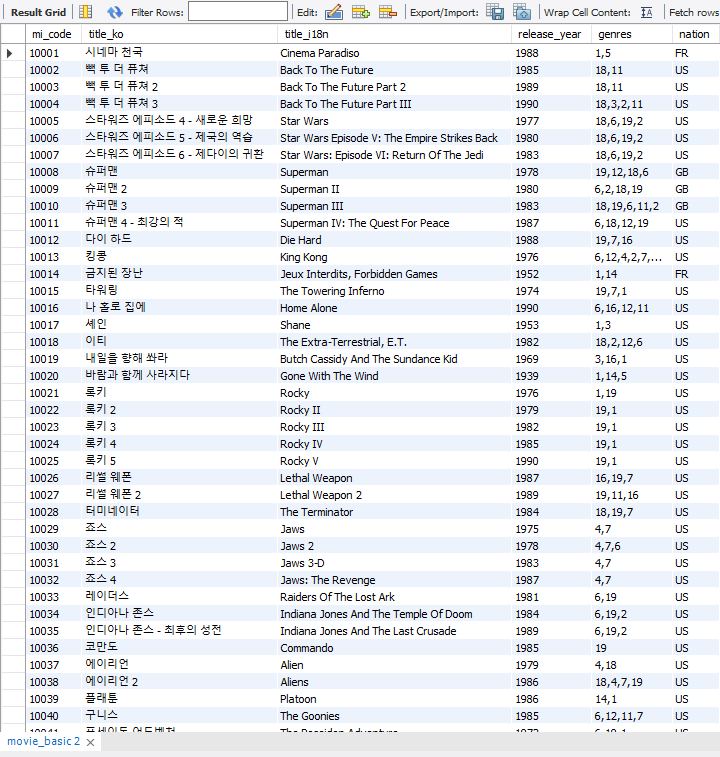 Result Grid Filter Rows: Edit: Export/Import: Wrap Cell Content: Fetch rows
mi_code title_ko title_i18n release_year genres nation
10001 시네마 천국 Cinema Paradiso 1988 1,5 FR
10002 빽 투 더 퓨쳐 Back To The Future 1985 18,11 US
10003 빽 투 더 퓨쳐 2 Back To The Future Part 2 1989 18,11 US
10004 빽 투 더 퓨쳐 3 Back To The Future Part III 1990 18,3,2,11 US
10005 스타워즈 에피소드 4 - 새로운 희망 Star Wars 1977 18,6,19,2 US
10006 스타워즈 에피소드 5 - 제국의 역습 Star Wars Episode V: The Empire Strikes Back 1980 18,6,19,2 US
10007 스타워즈 에피소드 6 - 제다이의 귀환 Star Wars: Episode VI: Return Of The Jedi 1983 18,6,19,2 US
10008 슈퍼맨 Superman 1978 19,12,18,6 GB
10009 슈퍼맨 2 Superman II 1980 6,2,18,19 GB
10010 슈퍼맨 3 Superman III 1983 18,19,6,11,2 GB
10011 슈퍼맨 4 - 최강의 적 Superman IV: The Quest For Peace 1987 6,18,12,19 US
10012 다이 하드 Die Hard 1988 19,7,16 US
10013 킹콩 King Kong 1976 6,12,4,2,7,... US
10014 금지된 장난 Jeux Interdits, Forbidden Games 1952 1,14 FR
10015 타워링 The Towering Inferno 1974 19,7,1 US
10016 나 홀로 집에 Home Alone 1990 6,16,12,11 US
10017 셰인 Shane 1953 1,3 US
10018 이티 The Extra-Terrestrial, E.T. 1982 18,2,12,6 US
10019 내일을 향해 쏴라 Butch Cassidy And The Sundance Kid 1969 3,16,1 US
10020 바람과 함께 사라지다 Gone With The Wind 1939 1,14,5 US
10021 록키 Rocky 1976 1,19 US
10022 록키 2 Rocky II 1979 19,1 US
10023 록키 3 Rocky III 1982 19,1 US
10024 록키 4 Rocky IV 1985 19,1 US
10025 록키 5 Rocky V 1990 19,1 US
10026 리썰 웨폰 Lethal Weapon 1987 16,19,7 US
10027 리썰 웨폰 2 Lethal Weapon 2 1989 19,11,16 US
10028 터미네이터 The Terminator 1984 18,19,7 US
10029 죠스 Jaws 1975 4,7 US
10030 죠스 2 Jaws 2 1978 4,7,6 US
10031 죠스 3 Jaws 3-D 1983 4,7 US
10032 죠스 4 Jaws: The Revenge 1987 4,7 US
10033 레이더스 Raiders Of The Lost Ark 1981 6,19 US
10034 인디아나 존스 Indiana Jones And The Temple Of Doom 1984 6,19,2 US
10035 인디아나 존스 - 최후의 성전 Indiana Jones And The Last Crusade 1989 6,19,2 US
10036 코만도 Commando 1985 19 US
10037 에이리언 Alien 1979 4,18 US
10038 에이리언 2 Aliens 1986 18,4,7,19 US
10039 플래툰 Platoon 1986 14,1 US
10040 구니스 The Goonies 1985 6,12,11,7 US
movie_basic 2